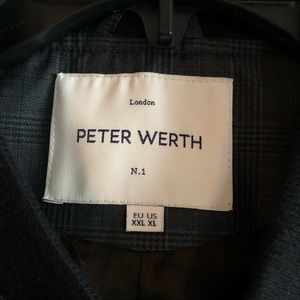 London
PETER WERTH
N.1
EU US
XXL XL